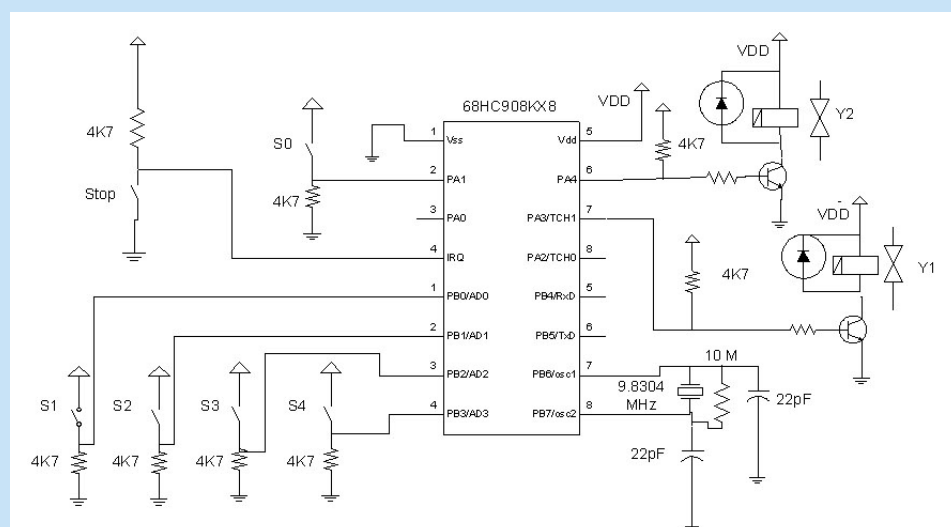 68HC908KX8
VDD
VDD
Y2
4K7
4K7
S0
Stop
4K7
1
Vss
2
PA1
3
PA0
4
IRQ
1
PB0/AD0
2
PB1/AD1
3
PB2/AD2
4
PB3/AD3
5
Vdd
6
PA4
7
PA3/TCH1
8
PA2/TCH0
5
PB4/RxD
6
PB5/TxD
7
PB6/osc1
8
PB7/osc2
VDD
Y1
4K7
S1
S2
S3
S4
4K7
4K7
4K7
4K7
10 M
9.8304
MHz
22pF
22pF